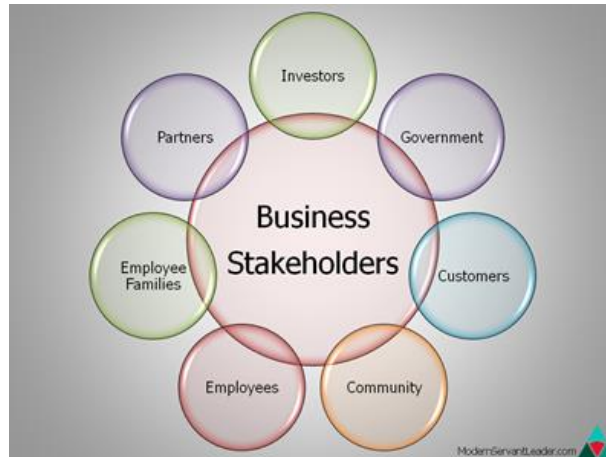 Investors
Government
Customers
Community
Employees
Employee
Families
Partners
Business
Stakeholders
ModernServantLeader.com